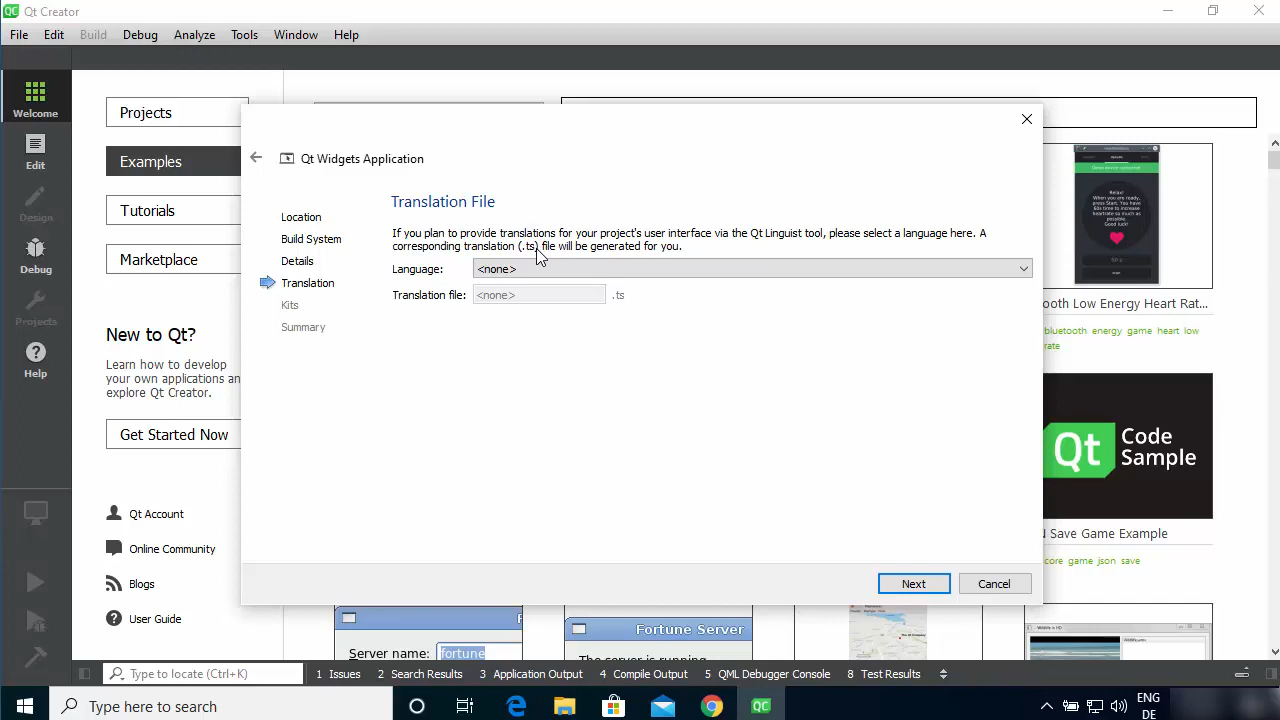 Qt Creator
File Edit Build Debug Analyze Tools Window Help
Welcome
Edit
Design
Debug
Projects
Help
Projects
Examples
Tutorials
Marketplace
New to Qt?
Learn how to develop
your own applications an
explore Qt Creator.
Get Started Now
Qt Account
Online Community
Blogs
User Guide
Qt Widgets Application
Location
Build System
Details
Translation
Kits
Summary
Translation File
If you plan to provide translations for your project's user interface via the Qt Linguist tool, please select a language here. A
corresponding translation (.ts) file will be generated for you.
Language: <none>
Translation file: <none> .ts
Next Cancel
ooth Low Energy Heart Rat...
bluetooth energy game heart low
rate
Qt Code
Sample
N Save Game Example
core game json save
Server name: fortune
Fortune Server
The server is running
Type to locate (Ctrl+K) 1 Issues 2 Search Results 3 Application Output 4 Compile Output 5 QML Debugger Console 8 Test Results
Type here to search
ENG
DE